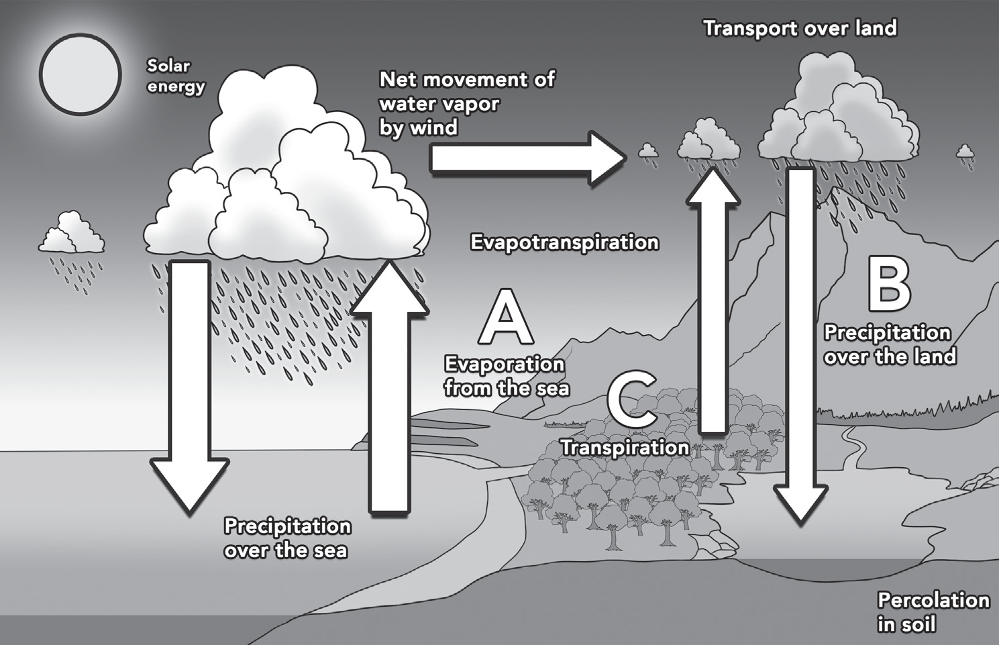 Solar
energy
Net movement of
water vapor
by wind
Transport over land
Evapotranspiration
A
Evaporation
from the sea
B
Precipitation
over the land
C
Transpiration
Precipitation
over the sea
Percolation
in soil